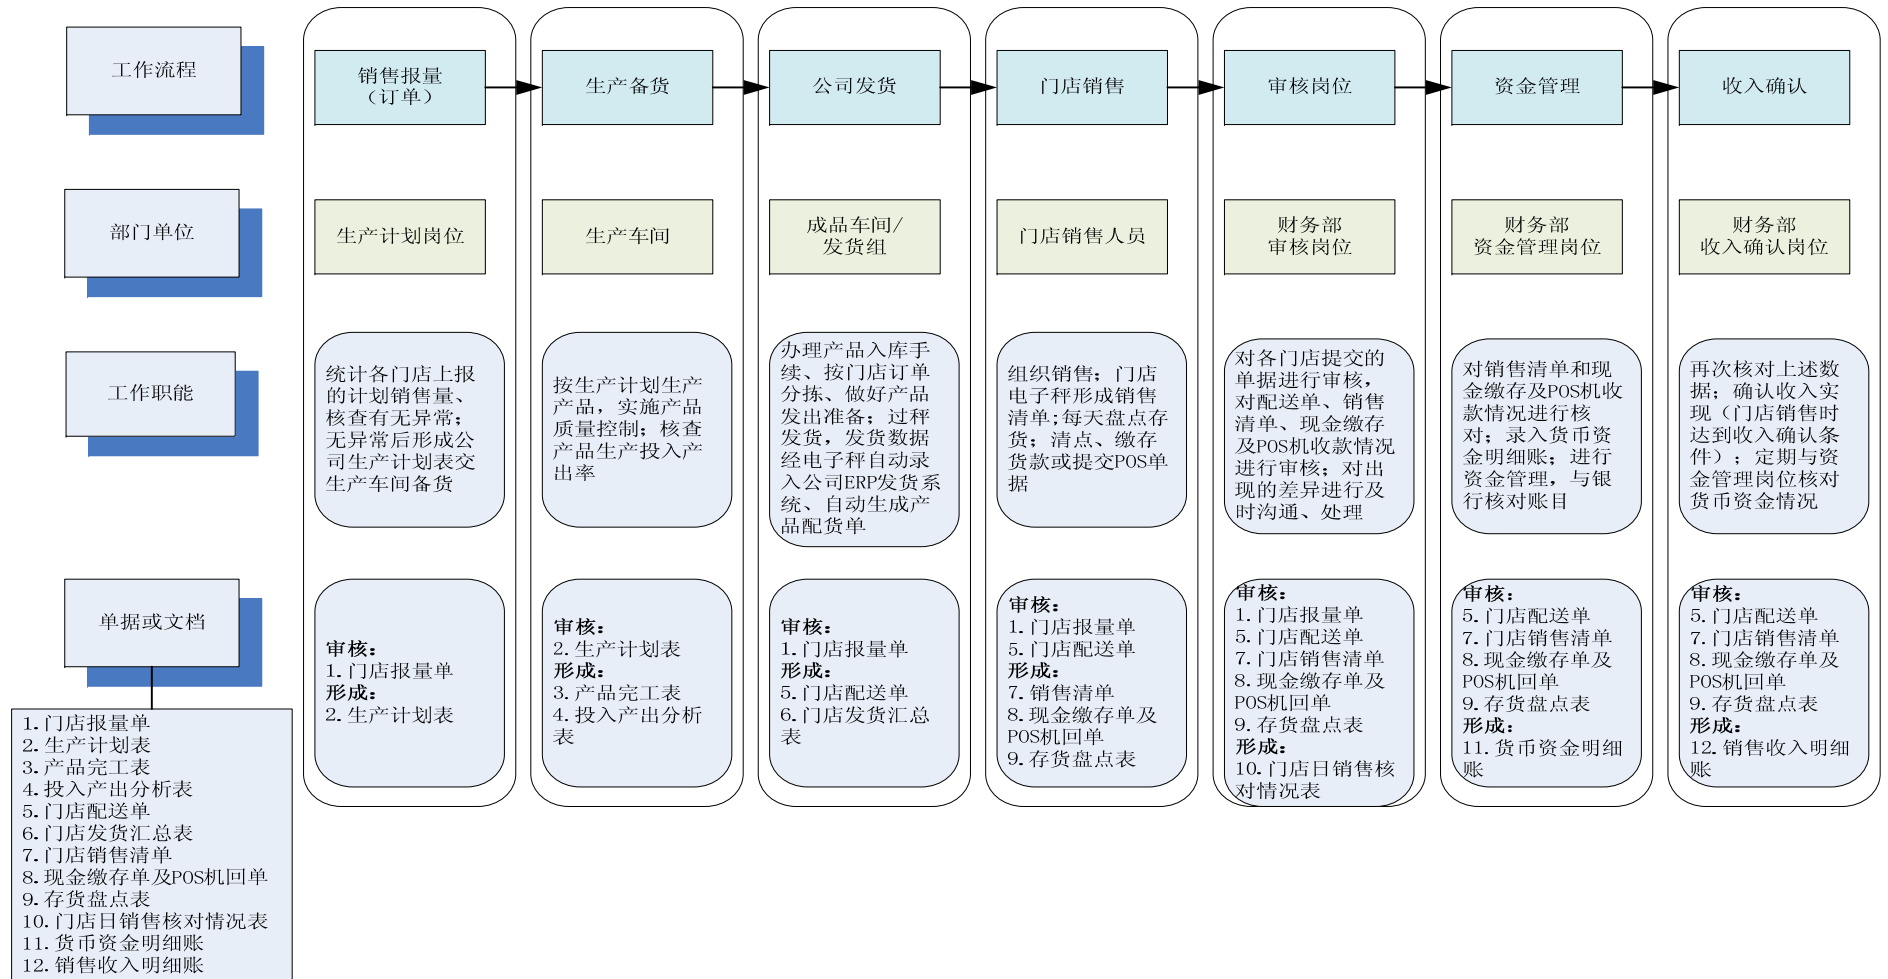 工作流程
销售报量
（订单）
生产备货
公司发货
门店销售
审核岗位
资金管理
收入确认
部门单位
生产计划岗位
生产车间
成品车间/
发货组
门店销售人员
财务部
审核岗位
财务部
资金管理岗位
财务部
收入确认岗位
工作职能
统计各门店上报
的计划销售量、
核查有无异常；
无异常后形成公
司生产计划表交
生产车间备货
按生产计划生产
产品，实施产品
质量控制；核查
产品生产投入产
出率
办理产品入库手
续、按门店订单
分拣、做好产品
发出准备；过秤
发货，发货数据
经电子秤自动录
入公司ERP发货系
统、自动生成产
品配货单
组织销售；门店
电子秤形成销售
清单;每天盘点存
货；清点、缴存
货款或提交POS单
据
对各门店提交的
单据进行审核，
对配送单、销售
清单、现金缴存
及POS机收款情况
进行审核；对出
现的差异进行及
时沟通、处理
对销售清单和现
金缴存及POS机收
款情况进行核
对；录入货币资
金明细账；进行
资金管理，与银
行核对账目
再次核对上述数
据；确认收入实
现（门店销售时
达到收入确认条
件）；定期与资
金管理岗位核对
货币资金情况
单据或文档
审核：
1.门店报量单
形成：
2.生产计划表
审核：
2.生产计划表
形成：
3.产品完工表
4.投入产出分析
表
审核：
1.门店报量单
形成：
5.门店配送单
6.门店发货汇总
表
审核：
1.门店报量单
5.门店配送单
形成：
7.销售清单
8.现金缴存单及
POS机回单
9.存货盘点表
审核：
1.门店报量单
5.门店配送单
7.门店销售清单
8.现金缴存单及
POS机回单
9.存货盘点表
形成：
10.门店日销售核
对情况表
审核：
5.门店配送单
7.门店销售清单
8.现金缴存单及
POS机回单
9.存货盘点表
形成：
11.货币资金明细
账
审核：
5.门店配送单
7.门店销售清单
8.现金缴存单及
POS机回单
9.存货盘点表
形成：
12.销售收入明细
账
1.门店报量单
2.生产计划表
3.产品完工表
4.投入产出分析表
5.门店配送单
6.门店发货汇总表
7.门店销售清单
8.现金缴存单及POS机回单
9.存货盘点表
10.门店日销售核对情况表
11.货币资金明细账
12.销售收入明细账